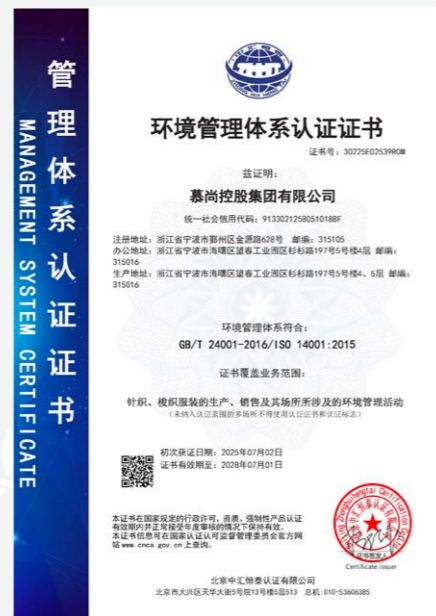 管理体系认证证书
MANAGEMENT SYSTEM CERTIFICATE
环境管理体系认证证书
证书号：30225E02539R0M
兹证明：
慕尚控股集团有限公司
统一社会信用代码：91330212580510188F
注册地址：浙江省宁波市鄞州区金源路628号 邮编：315105
办公地址：浙江省宁波市海曙区望春工业园区杉杉路197号5号楼4层 邮编：
315016
生产地址：浙江省宁波市海曙区望春工业园区杉杉路197号5号楼4、5层 邮编：
315016
环境管理体系符合：
GB/T 24001-2016/ISO 14001:2015
证书覆盖业务范围：
针织、梭织服装的生产、销售及其场所所涉及的环境管理活动
（未纳入认证范围的多场所不得使用认证证书和认证标志）
初次获证日期：2025年07月02日
证书有效期至：2028年07月01日
本证书在国家规定的行政许可、资质、强制性产品认证
有效期内并正常接受年度审核的情况下保持有效。
本证书信息可在国家认证认可监督管理委员会官方网
站 www.cnca.gov.cn 上查询。
证书签发人
Certificate issuer
北京中汇恒泰认证有限公司
北京市大兴区天华大街5号院13号楼5层513 总机:010-53606385